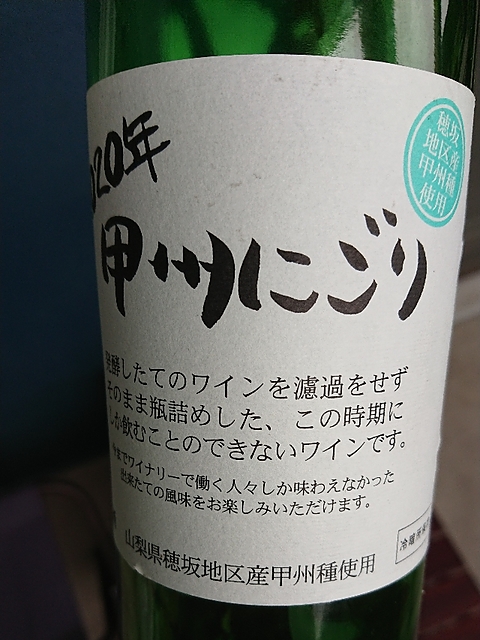 2020年
穂坂
地区産
甲州種
使用
甲州にごり
発酵したてのワインを濾過をせず
そのまま瓶詰めした、この時期に
しか飲むことのできないワインです。
今までワイナリーで働く人々しか味わえなかった
出来たての風味をお楽しみいただけます。
山梨県穂坂地区産甲州種使用